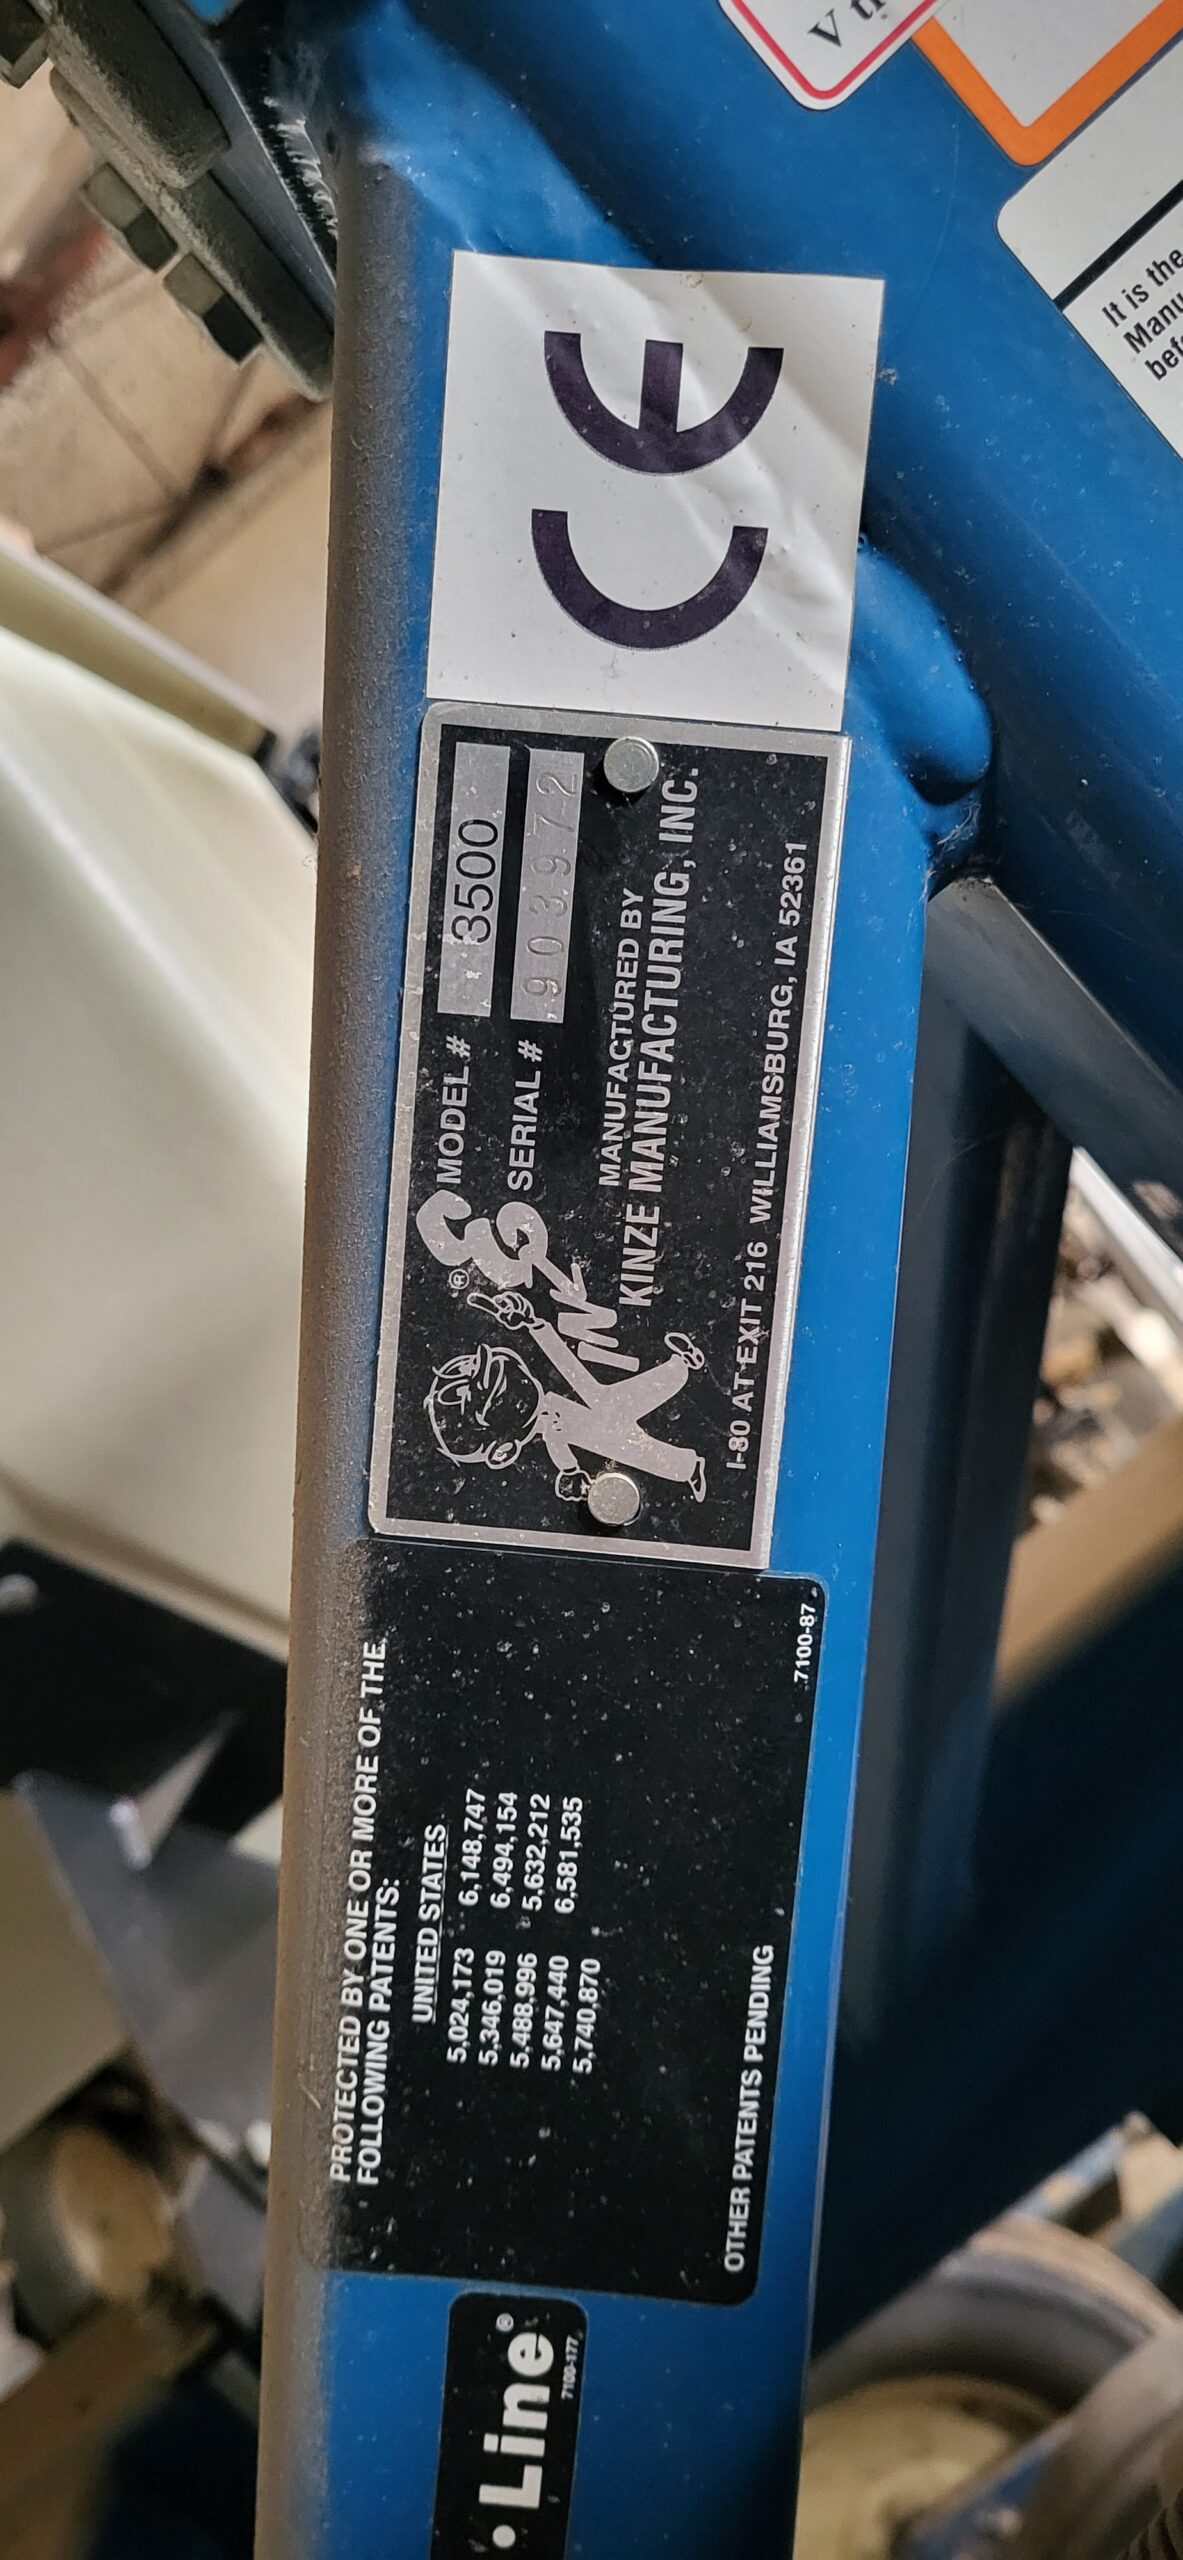 V
It is the
CE
MODEL # 3500
SERIAL # 903972
KINZE®
MANUFACTURED BY
KINZE MANUFACTURING, INC.
I-80 AT EXIT 216 WILLIAMSBURG, IA 52361
PROTECTED BY ONE OR MORE OF THE
FOLLOWING PATENTS:
UNITED STATES
5,024,173 6,148,747
5,346,019 6,494,154
5,488,996 5,632,212
5,647,440 6,581,535
5,740,870
OTHER PATENTS PENDING
7100-87
• Line®
7100-177